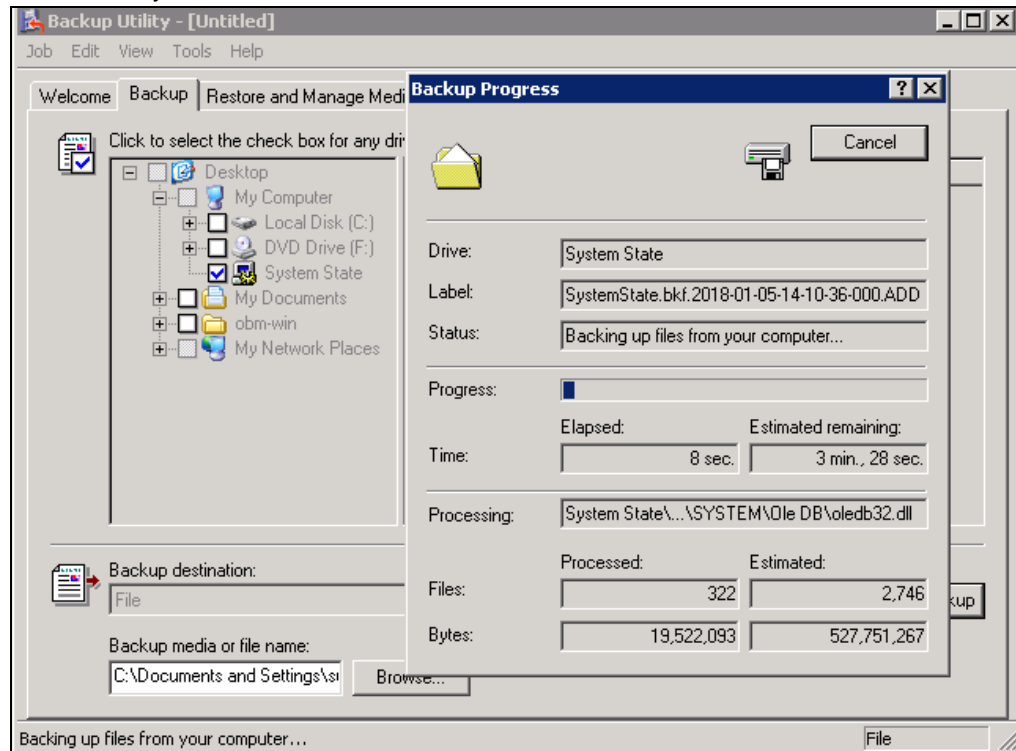 Backup Utility - [Untitled]
Job Edit View Tools Help
Welcome Backup Restore and Manage Medi
Click to select the check box for any dri
Desktop
My Computer
Local Disk (C:)
DVD Drive (F:)
System State
My Documents
obm-win
My Network Places
Backup destination:
File
Backup media or file name:
C:\Documents and Settings\s
Browse...
kup
Backup Progress
Cancel
Drive: System State
Label: SystemState.bkf.2018-01-05-14-10-36-000.ADD
Status: Backing up files from your computer...
Progress:
Elapsed: Estimated remaining:
Time: 8 sec. 3 min., 28 sec.
Processing: System State\...\SYSTEM\Ole DB\oledb32.dll
Processed: Estimated:
Files: 322 2,746
Bytes: 19,522,093 527,751,267
Backing up files from your computer... File